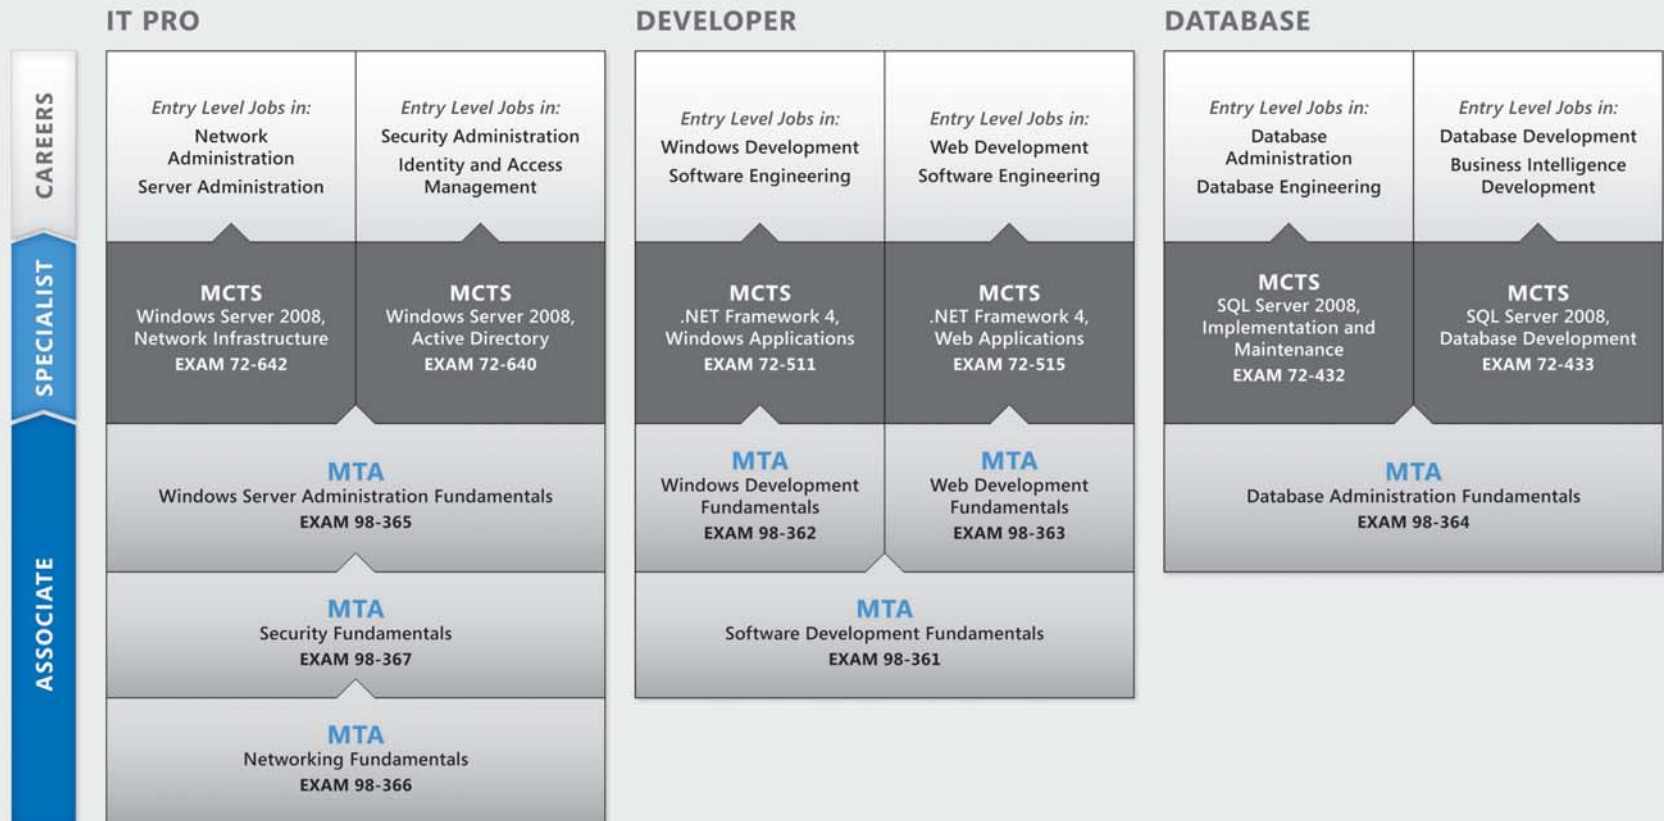 IT PRO
DEVELOPER
DATABASE
CAREERS
SPECIALIST
ASSOCIATE
Entry Level Jobs in:
Network
Administration
Server Administration
Entry Level Jobs in:
Security Administration
Identity and Access
Management
MCTS
Windows Server 2008,
Network Infrastructure
EXAM 72-642
MCTS
Windows Server 2008,
Active Directory
EXAM 72-640
MTA
Windows Server Administration Fundamentals
EXAM 98-365
MTA
Security Fundamentals
EXAM 98-367
MTA
Networking Fundamentals
EXAM 98-366
Entry Level Jobs in:
Windows Development
Software Engineering
Entry Level Jobs in:
Web Development
Software Engineering
MCTS
.NET Framework 4,
Windows Applications
EXAM 72-511
MCTS
.NET Framework 4,
Web Applications
EXAM 72-515
MTA
Windows Development
Fundamentals
EXAM 98-362
MTA
Web Development
Fundamentals
EXAM 98-363
MTA
Software Development Fundamentals
EXAM 98-361
Entry Level Jobs in:
Database
Administration
Database Engineering
Entry Level Jobs in:
Database Development
Business Intelligence
Development
MCTS
SQL Server 2008,
Implementation and
Maintenance
EXAM 72-432
MCTS
SQL Server 2008,
Database Development
EXAM 72-433
MTA
Database Administration Fundamentals
EXAM 98-364